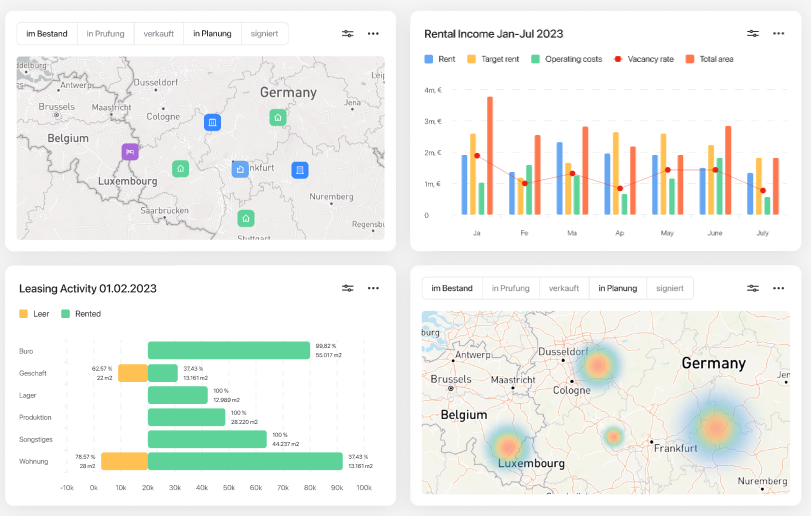 im Bestand in Prufung verkauft in Planung signiert
Antwerp
Dusseldorf
Brussels
Maastricht
Cologne
Germany
Jena
Belgium
Luxembourg
nkfurt
Nuremberg
Saarbrücken
Stuttgart
Regensbu
Rental Income Jan-Jul 2023
Rent Target rent Operating costs Vacancy rate Total area
4m, €
3m, €
2m, €
1m, €
0
Ja Fe Ma Ap May June July
Leasing Activity 01.02.2023
Leer Rented
Buro 99,82 %
55.017 m2
Geschaft 62,57 % 37,43 %
22 m2 13.161 m2
Lager 100 %
12.989 m2
Produktion 100 %
28.220 m2
Songstiges 100 %
44.237 m2
Wohnung 78,57 % 37,43 %
28 m2 13.161 m2
-10k 0k 10k 20k 30k 40k 50k 60k 70k 80k 90k 100k
im Bestand in Prufung verkauft in Planung signiert
burg
Antwerp
Dusseldorf
Brussels
Maastricht
Cologne
Germany
Jen
Belgium
Luxembourg
Frankfurt
Nuremberg